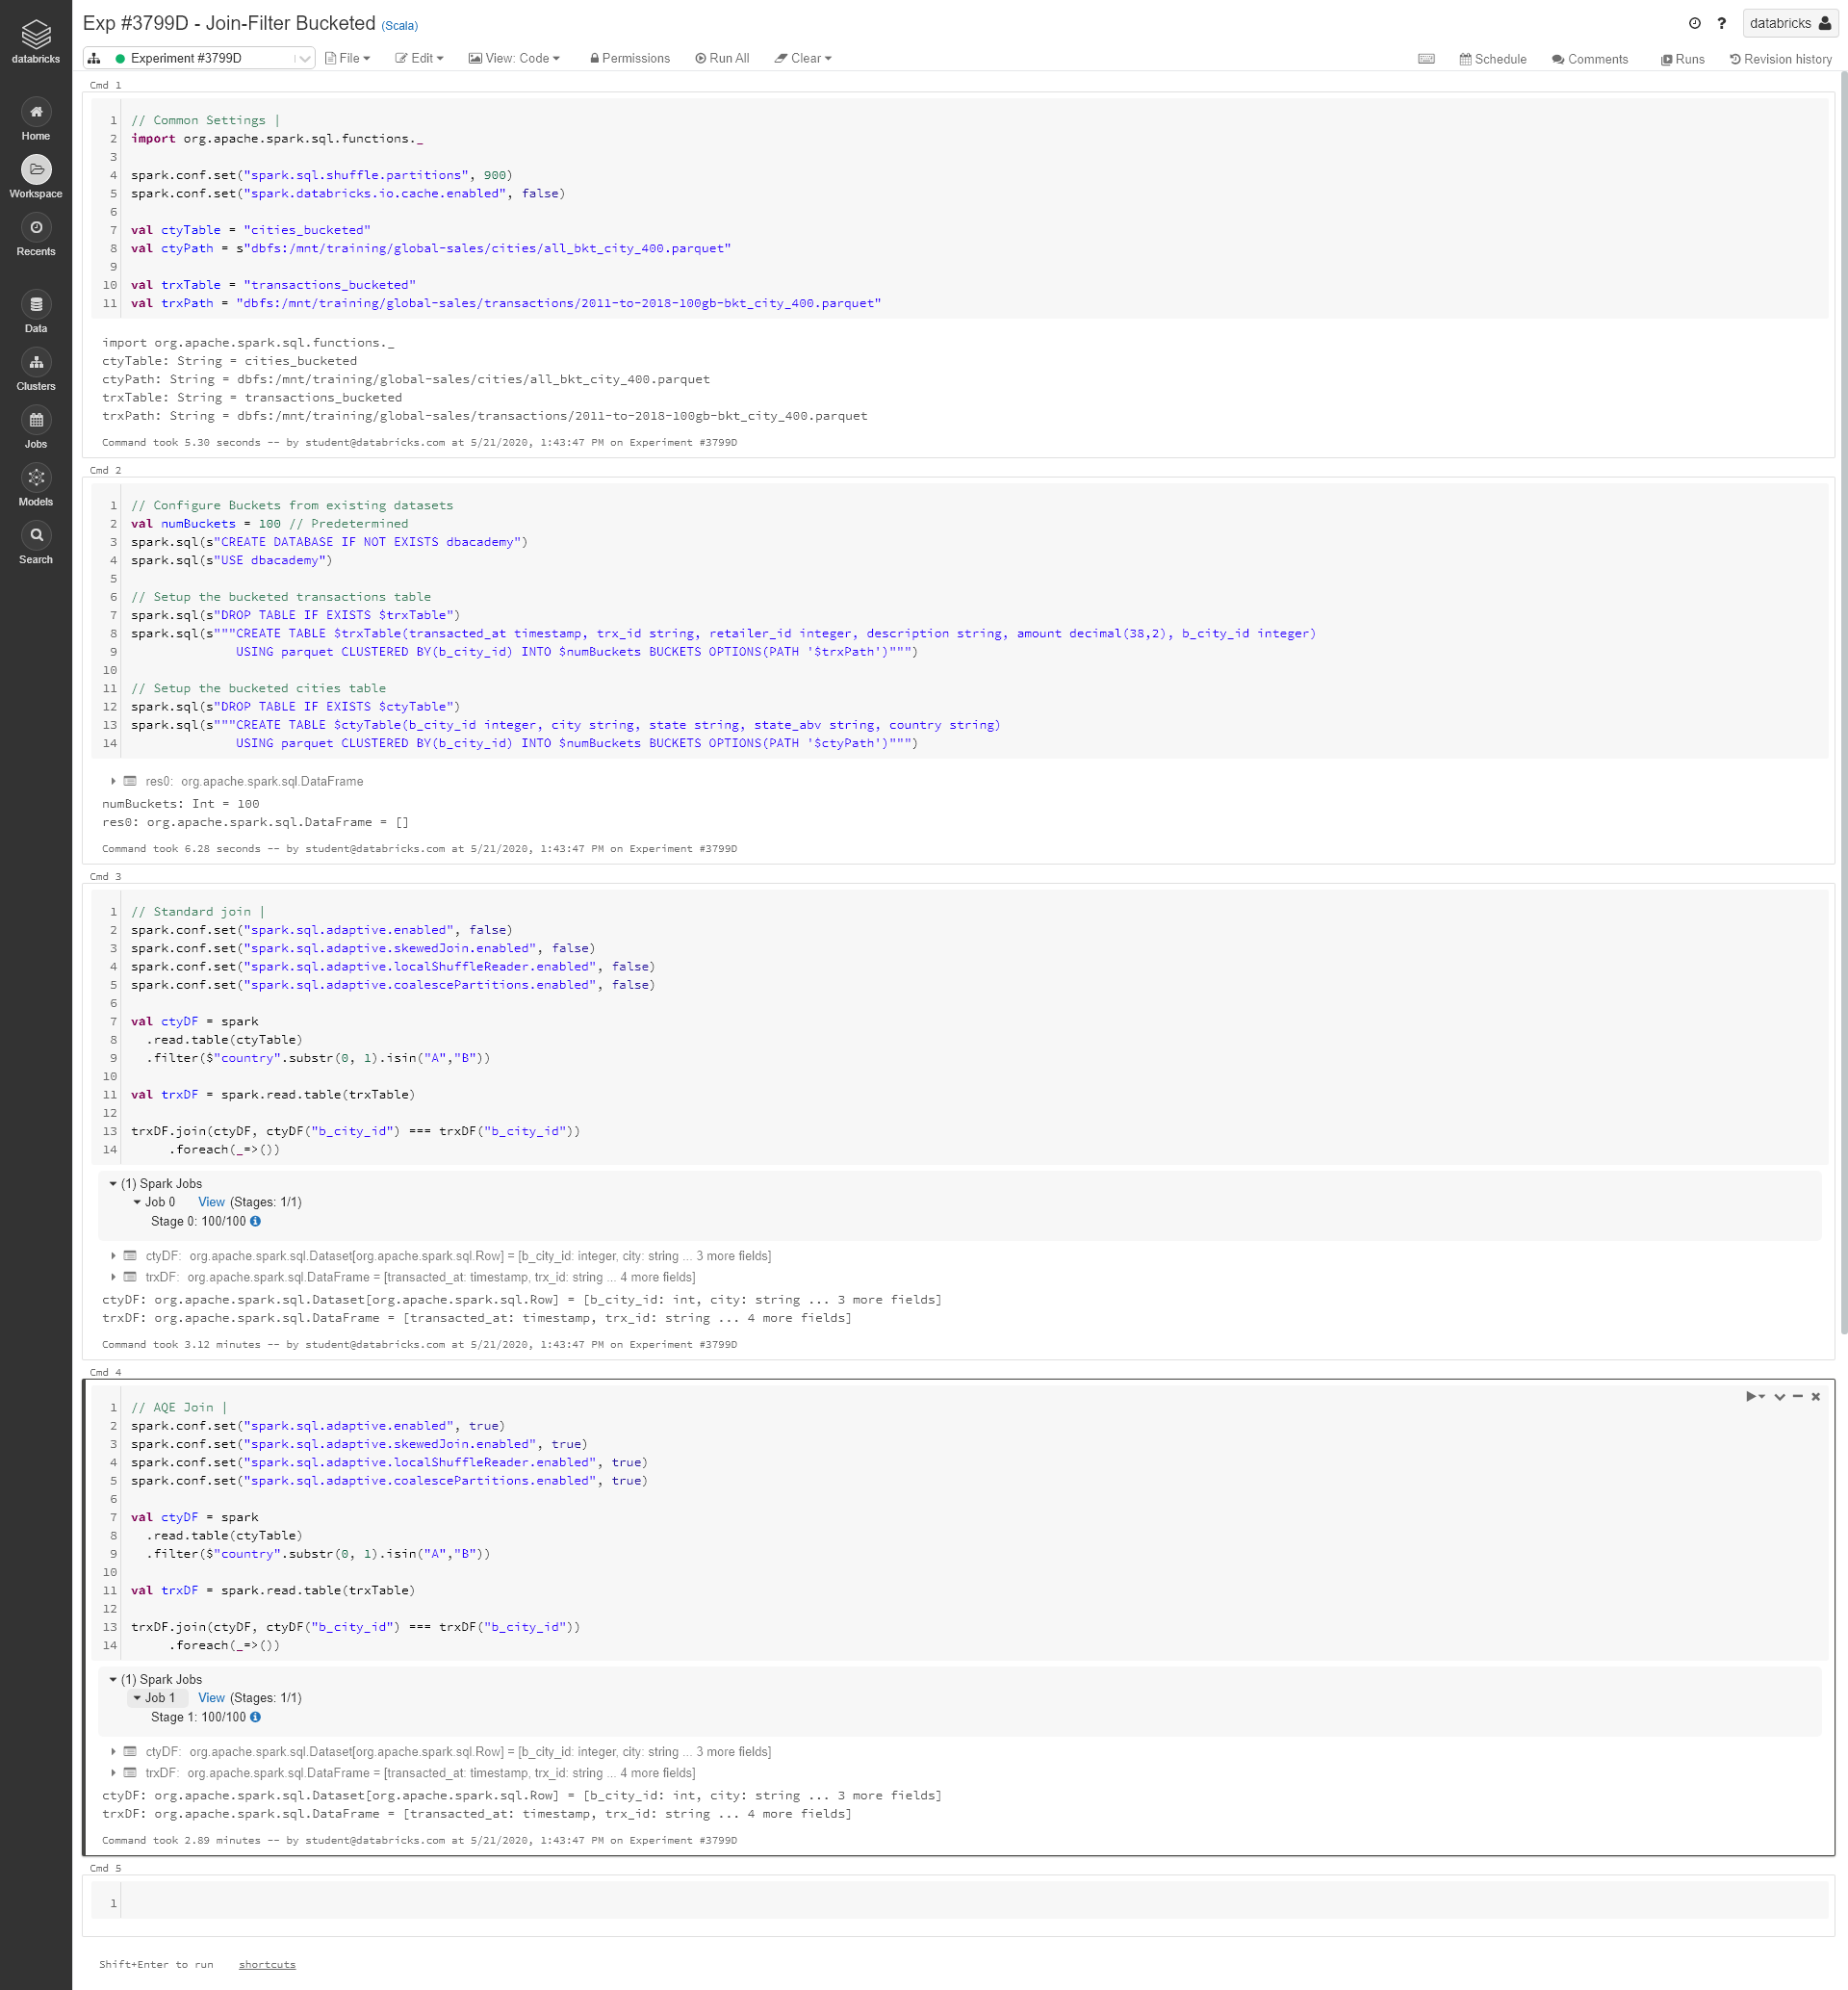 databricks
Home
Workspace
Recents
Data
Clusters
Jobs
Models
Search
Exp #3799D - Join-Filter Bucketed (Scala)
databricks
Experiment #3799D File Edit View: Code Permissions Run All Clear Schedule Comments Runs Revision history
Cmd 1
1 // Common Settings |
2 import org.apache.spark.sql.functions._
3
4 spark.conf.set("spark.sql.shuffle.partitions", 900)
5 spark.conf.set("spark.databricks.io.cache.enabled", false)
6
7 val ctyTable = "cities_bucketed"
8 val ctyPath = s"dbfs:/mnt/training/global-sales/cities/all_bkt_city_400.parquet"
9
10 val trxTable = "transactions_bucketed"
11 val trxPath = "dbfs:/mnt/training/global-sales/transactions/2011-to-2018-100gb-bkt_city_400.parquet"
import org.apache.spark.sql.functions._
ctyTable: String = cities_bucketed
ctyPath: String = dbfs:/mnt/training/global-sales/cities/all_bkt_city_400.parquet
trxTable: String = transactions_bucketed
trxPath: String = dbfs:/mnt/training/global-sales/transactions/2011-to-2018-100gb-bkt_city_400.parquet
Command took 5.30 seconds -- by student@databricks.com at 5/21/2020, 1:43:47 PM on Experiment #3799D
Cmd 2
1 // Configure Buckets from existing datasets
2 val numBuckets = 100 // Predetermined
3 spark.sql(s"CREATE DATABASE IF NOT EXISTS dbacademy")
4 spark.sql(s"USE dbacademy")
5
6 // Setup the bucketed transactions table
7 spark.sql(s"DROP TABLE IF EXISTS $trxTable")
8 spark.sql(s"""CREATE TABLE $trxTable(transacted_at timestamp, trx_id string, retailer_id integer, description string, amount decimal(38,2), b_city_id integer)
9 USING parquet CLUSTERED BY(b_city_id) INTO $numBuckets BUCKETS OPTIONS(PATH '$trxPath')""")
10
11 // Setup the bucketed cities table
12 spark.sql(s"DROP TABLE IF EXISTS $ctyTable")
13 spark.sql(s"""CREATE TABLE $ctyTable(b_city_id integer, city string, state string, state_abv string, country string)
14 USING parquet CLUSTERED BY(b_city_id) INTO $numBuckets BUCKETS OPTIONS(PATH '$ctyPath')""")
res0: org.apache.spark.sql.DataFrame
numBuckets: Int = 100
res0: org.apache.spark.sql.DataFrame = []
Command took 6.28 seconds -- by student@databricks.com at 5/21/2020, 1:43:47 PM on Experiment #3799D
Cmd 3
1 // Standard join |
2 spark.conf.set("spark.sql.adaptive.enabled", false)
3 spark.conf.set("spark.sql.adaptive.skewedJoin.enabled", false)
4 spark.conf.set("spark.sql.adaptive.localShuffleReader.enabled", false)
5 spark.conf.set("spark.sql.adaptive.coalescePartitions.enabled", false)
6
7 val ctyDF = spark
8 .read.table(ctyTable)
9 .filter($"country".substr(0, 1).isin("A","B"))
10
11 val trxDF = spark.read.table(trxTable)
12
13 trxDF.join(ctyDF, ctyDF("b_city_id") === trxDF("b_city_id"))
14 .foreach(_=>())
(1) Spark Jobs
Job 0 View (Stages: 1/1)
Stage 0: 100/100
ctyDF: org.apache.spark.sql.Dataset[org.apache.spark.sql.Row] = [b_city_id: integer, city: string ... 3 more fields]
trxDF: org.apache.spark.sql.DataFrame = [transacted_at: timestamp, trx_id: string ... 4 more fields]
ctyDF: org.apache.spark.sql.Dataset[org.apache.spark.sql.Row] = [b_city_id: int, city: string ... 3 more fields]
trxDF: org.apache.spark.sql.DataFrame = [transacted_at: timestamp, trx_id: string ... 4 more fields]
Command took 3.12 minutes -- by student@databricks.com at 5/21/2020, 1:43:47 PM on Experiment #3799D
Cmd 4
1 // AQE Join |
2 spark.conf.set("spark.sql.adaptive.enabled", true)
3 spark.conf.set("spark.sql.adaptive.skewedJoin.enabled", true)
4 spark.conf.set("spark.sql.adaptive.localShuffleReader.enabled", true)
5 spark.conf.set("spark.sql.adaptive.coalescePartitions.enabled", true)
6
7 val ctyDF = spark
8 .read.table(ctyTable)
9 .filter($"country".substr(0, 1).isin("A","B"))
10
11 val trxDF = spark.read.table(trxTable)
12
13 trxDF.join(ctyDF, ctyDF("b_city_id") === trxDF("b_city_id"))
14 .foreach(_=>())
(1) Spark Jobs
Job 1 View (Stages: 1/1)
Stage 1: 100/100
ctyDF: org.apache.spark.sql.Dataset[org.apache.spark.sql.Row] = [b_city_id: integer, city: string ... 3 more fields]
trxDF: org.apache.spark.sql.DataFrame = [transacted_at: timestamp, trx_id: string ... 4 more fields]
ctyDF: org.apache.spark.sql.Dataset[org.apache.spark.sql.Row] = [b_city_id: int, city: string ... 3 more fields]
trxDF: org.apache.spark.sql.DataFrame = [transacted_at: timestamp, trx_id: string ... 4 more fields]
Command took 2.89 minutes -- by student@databricks.com at 5/21/2020, 1:43:47 PM on Experiment #3799D
Cmd 5
1
Shift+Enter to run shortcuts